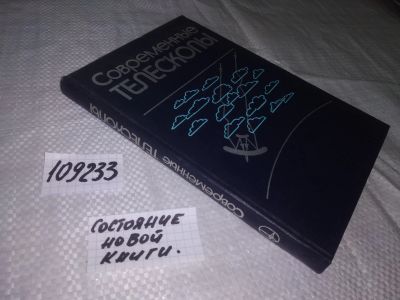 Современные
ТЕЛЕСКОПЫ
Современные ТЕЛЕСКОПЫ
109233
СОСТОЯНИЕ
НОВОЙ
КНИГИ.